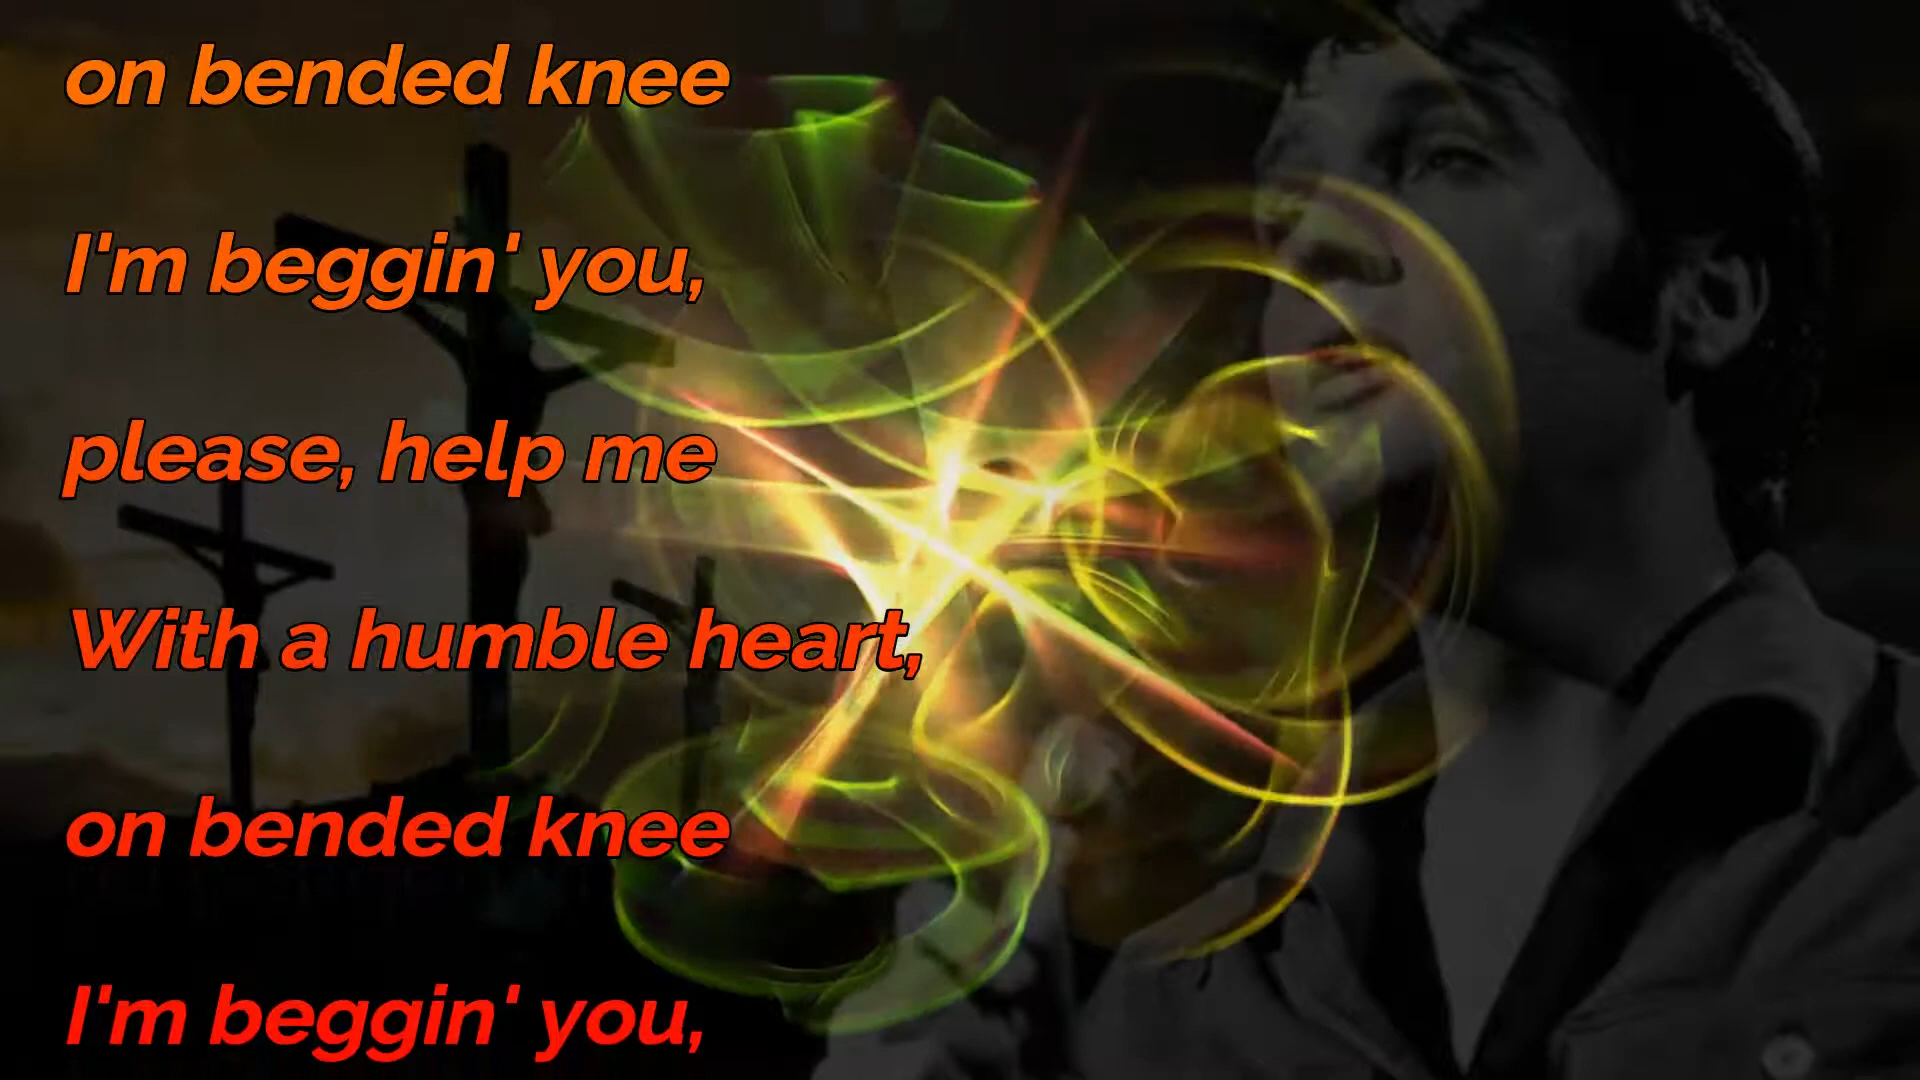 on bended knee
I'm beggin' you,
please, help me
With a humble heart,
on bended knee
I'm beggin' you,